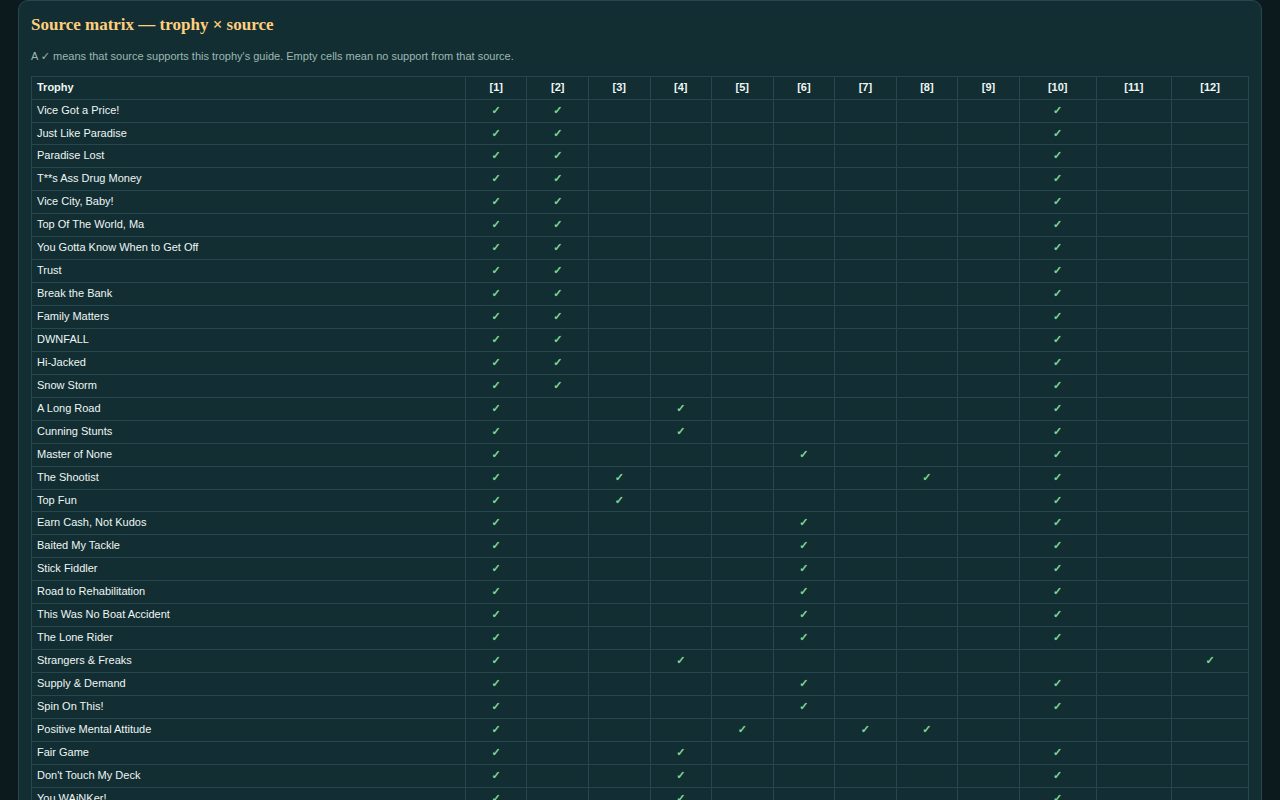 Source matrix — trophy × source
A ✓ means that source supports this trophy's guide. Empty cells mean no support from that source.
Trophy [1] [2] [3] [4] [5] [6] [7] [8] [9] [10] [11] [12]
Vice Got a Price! ✓ ✓ ✓
Just Like Paradise ✓ ✓ ✓
Paradise Lost ✓ ✓ ✓
T**s Ass Drug Money ✓ ✓ ✓
Vice City, Baby! ✓ ✓ ✓
Top Of The World, Ma ✓ ✓ ✓
You Gotta Know When to Get Off ✓ ✓ ✓
Trust ✓ ✓ ✓
Break the Bank ✓ ✓ ✓
Family Matters ✓ ✓ ✓
DWNFALL ✓ ✓ ✓
Hi-Jacked ✓ ✓ ✓
Snow Storm ✓ ✓ ✓
A Long Road ✓ ✓ ✓
Cunning Stunts ✓ ✓ ✓
Master of None ✓ ✓ ✓
The Shootist ✓ ✓ ✓ ✓
Top Fun ✓ ✓ ✓
Earn Cash, Not Kudos ✓ ✓ ✓
Baited My Tackle ✓ ✓ ✓
Stick Fiddler ✓ ✓ ✓
Road to Rehabilitation ✓ ✓ ✓
This Was No Boat Accident ✓ ✓ ✓
The Lone Rider ✓ ✓ ✓
Strangers & Freaks ✓ ✓ ✓
Supply & Demand ✓ ✓ ✓
Spin On This! ✓ ✓ ✓
Positive Mental Attitude ✓ ✓ ✓ ✓
Fair Game ✓ ✓ ✓
Don't Touch My Deck ✓ ✓ ✓
You WAiNKer! ✓ ✓ ✓